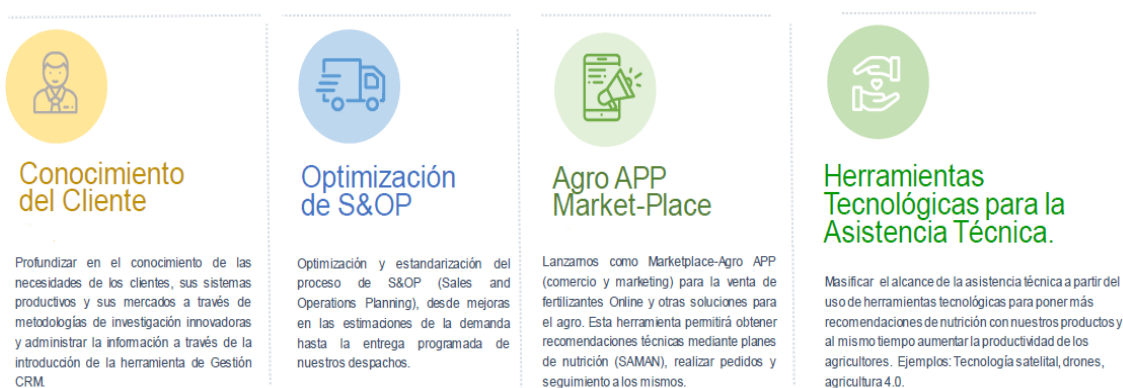 Conocimiento
del Cliente
Profundizar en el conocimiento de las
necesidades de los clientes, sus sistemas
productivos y sus mercados a través de
metodologías de investigación innovadoras
y administrar la información a través de la
introducción de la herramienta de Gestión
CRM.
Optimización
de S&OP
Optimización y estandarización del
proceso de S&OP (Sales and
Operations Planning), desde mejoras
en las estimaciones de la demanda
hasta la entrega programada de
nuestros despachos.
Agro APP
Market-Place
Lanzarnos como Marketplace-Agro APP
(comercio y marketing) para la venta de
fertilizantes Online y otras soluciones para
el agro. Esta herramienta permitirá obtener
recomendaciones técnicas mediante planes
de nutrición (SAMAN), realizar pedidos y
seguimiento a los mismos.
Herramientas
Tecnológicas para la
Asistencia Técnica.
Masificar el alcance de la asistencia técnica a partir del
uso de herramientas tecnológicas para poner más
recomendaciones de nutrición con nuestros productos y
al mismo tiempo aumentar la productividad de los
agricultores. Ejemplos: Tecnología satelital, drones,
agricultura 4.0.